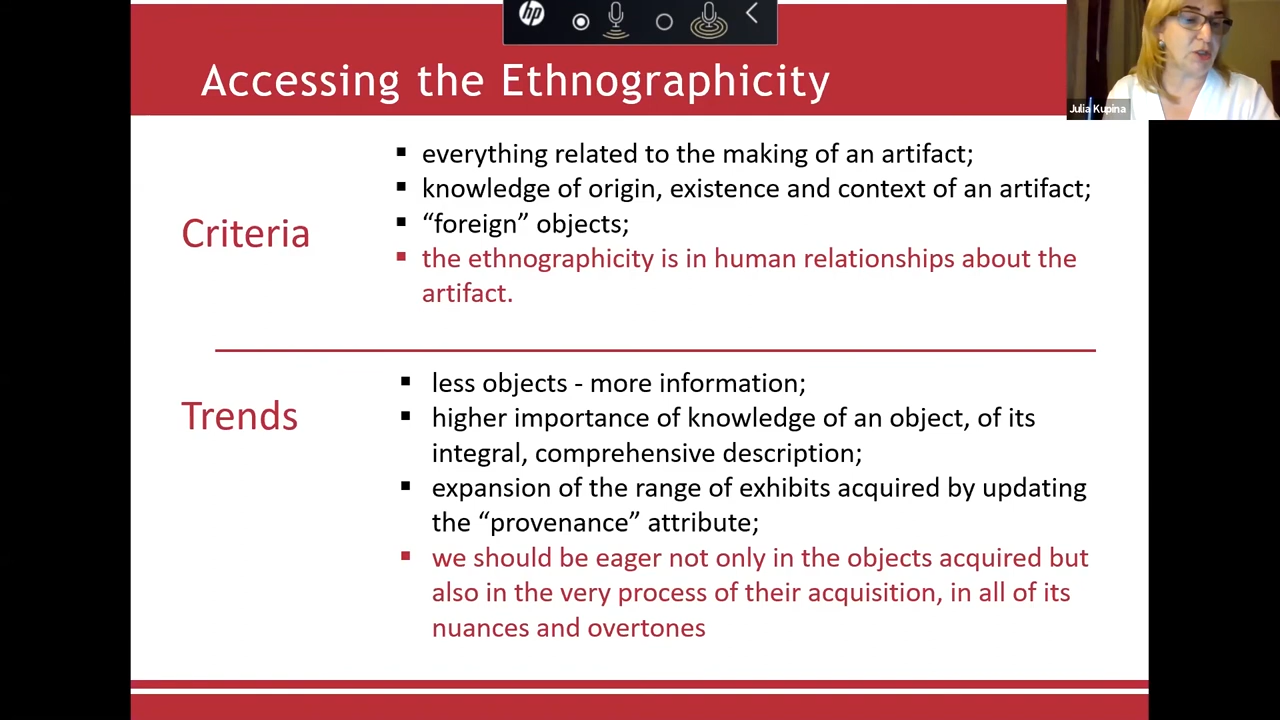 hp
Accessing the Ethnographicity
Julia Kupina
Criteria
▪ everything related to the making of an artifact;
▪ knowledge of origin, existence and context of an artifact;
▪ “foreign” objects;
▪ the ethnographicity is in human relationships about the
artifact.
Trends
▪ less objects - more information;
▪ higher importance of knowledge of an object, of its
integral, comprehensive description;
▪ expansion of the range of exhibits acquired by updating
the “provenance” attribute;
▪ we should be eager not only in the objects acquired but
also in the very process of their acquisition, in all of its
nuances and overtones